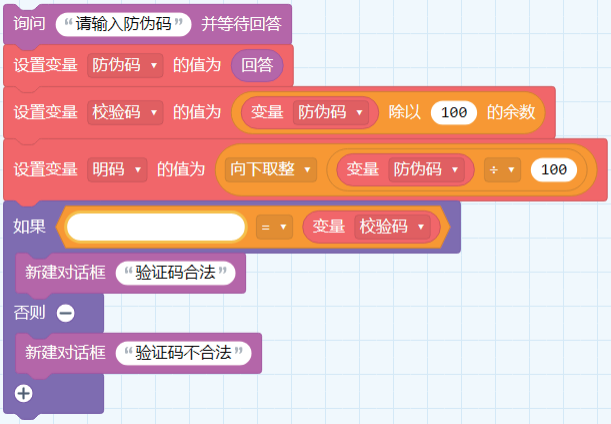 询问 “请输入防伪码” 并等待回答
设置变量 防伪码 ▾ 的值为 回答
设置变量 校验码 ▾ 的值为 变量 防伪码 ▾ 除以 100 的余数
设置变量 明码 ▾ 的值为 向下取整 ▾ 变量 防伪码 ▾ ÷ ▾ 100
如果 = ▾ 变量 校验码 ▾
新建对话框 “验证码合法”
否则
新建对话框 “验证码不合法”